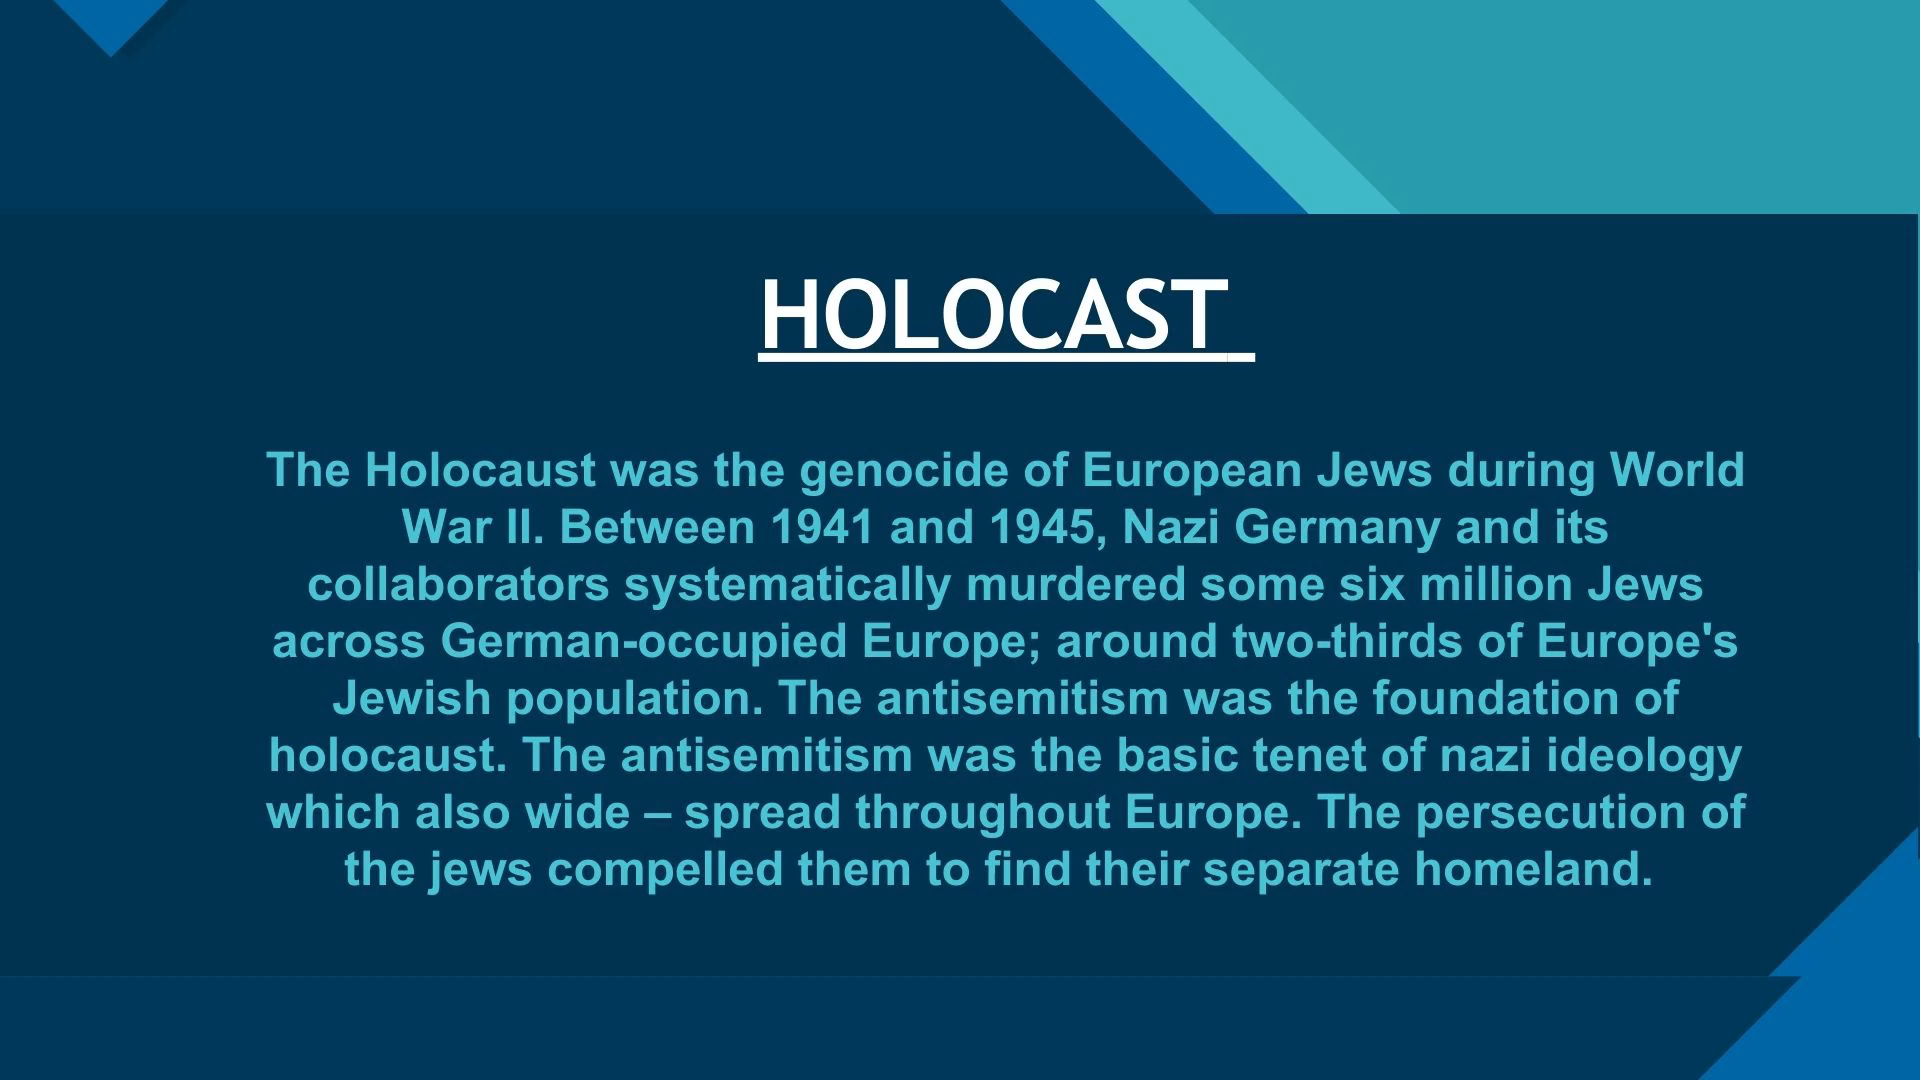 HOLOCAST
The Holocaust was the genocide of European Jews during World
War II. Between 1941 and 1945, Nazi Germany and its
collaborators systematically murdered some six million Jews
across German-occupied Europe; around two-thirds of Europe's
Jewish population. The antisemitism was the foundation of
holocaust. The antisemitism was the basic tenet of nazi ideology
which also wide – spread throughout Europe. The persecution of
the jews compelled them to find their separate homeland.